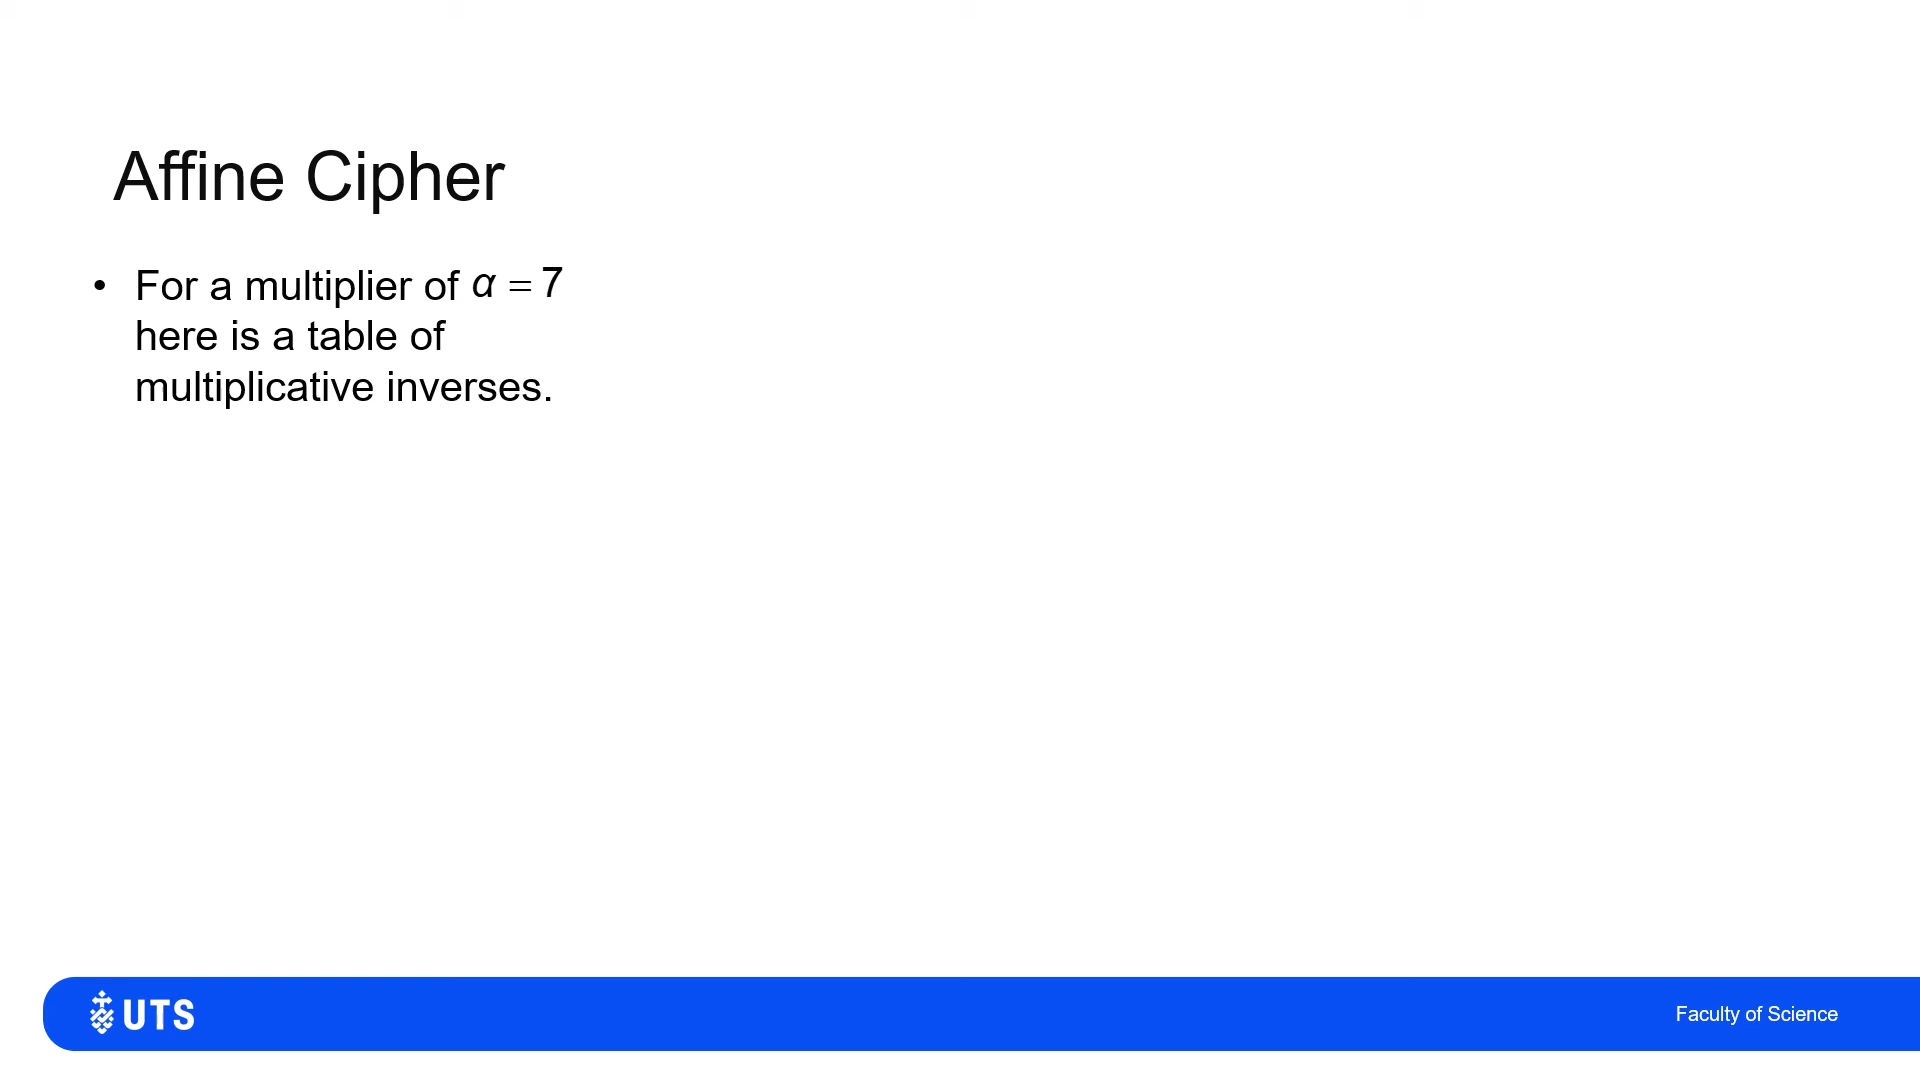 Affine Cipher
• For a multiplier of α = 7
here is a table of
multiplicative inverses.
UTS
Faculty of Science